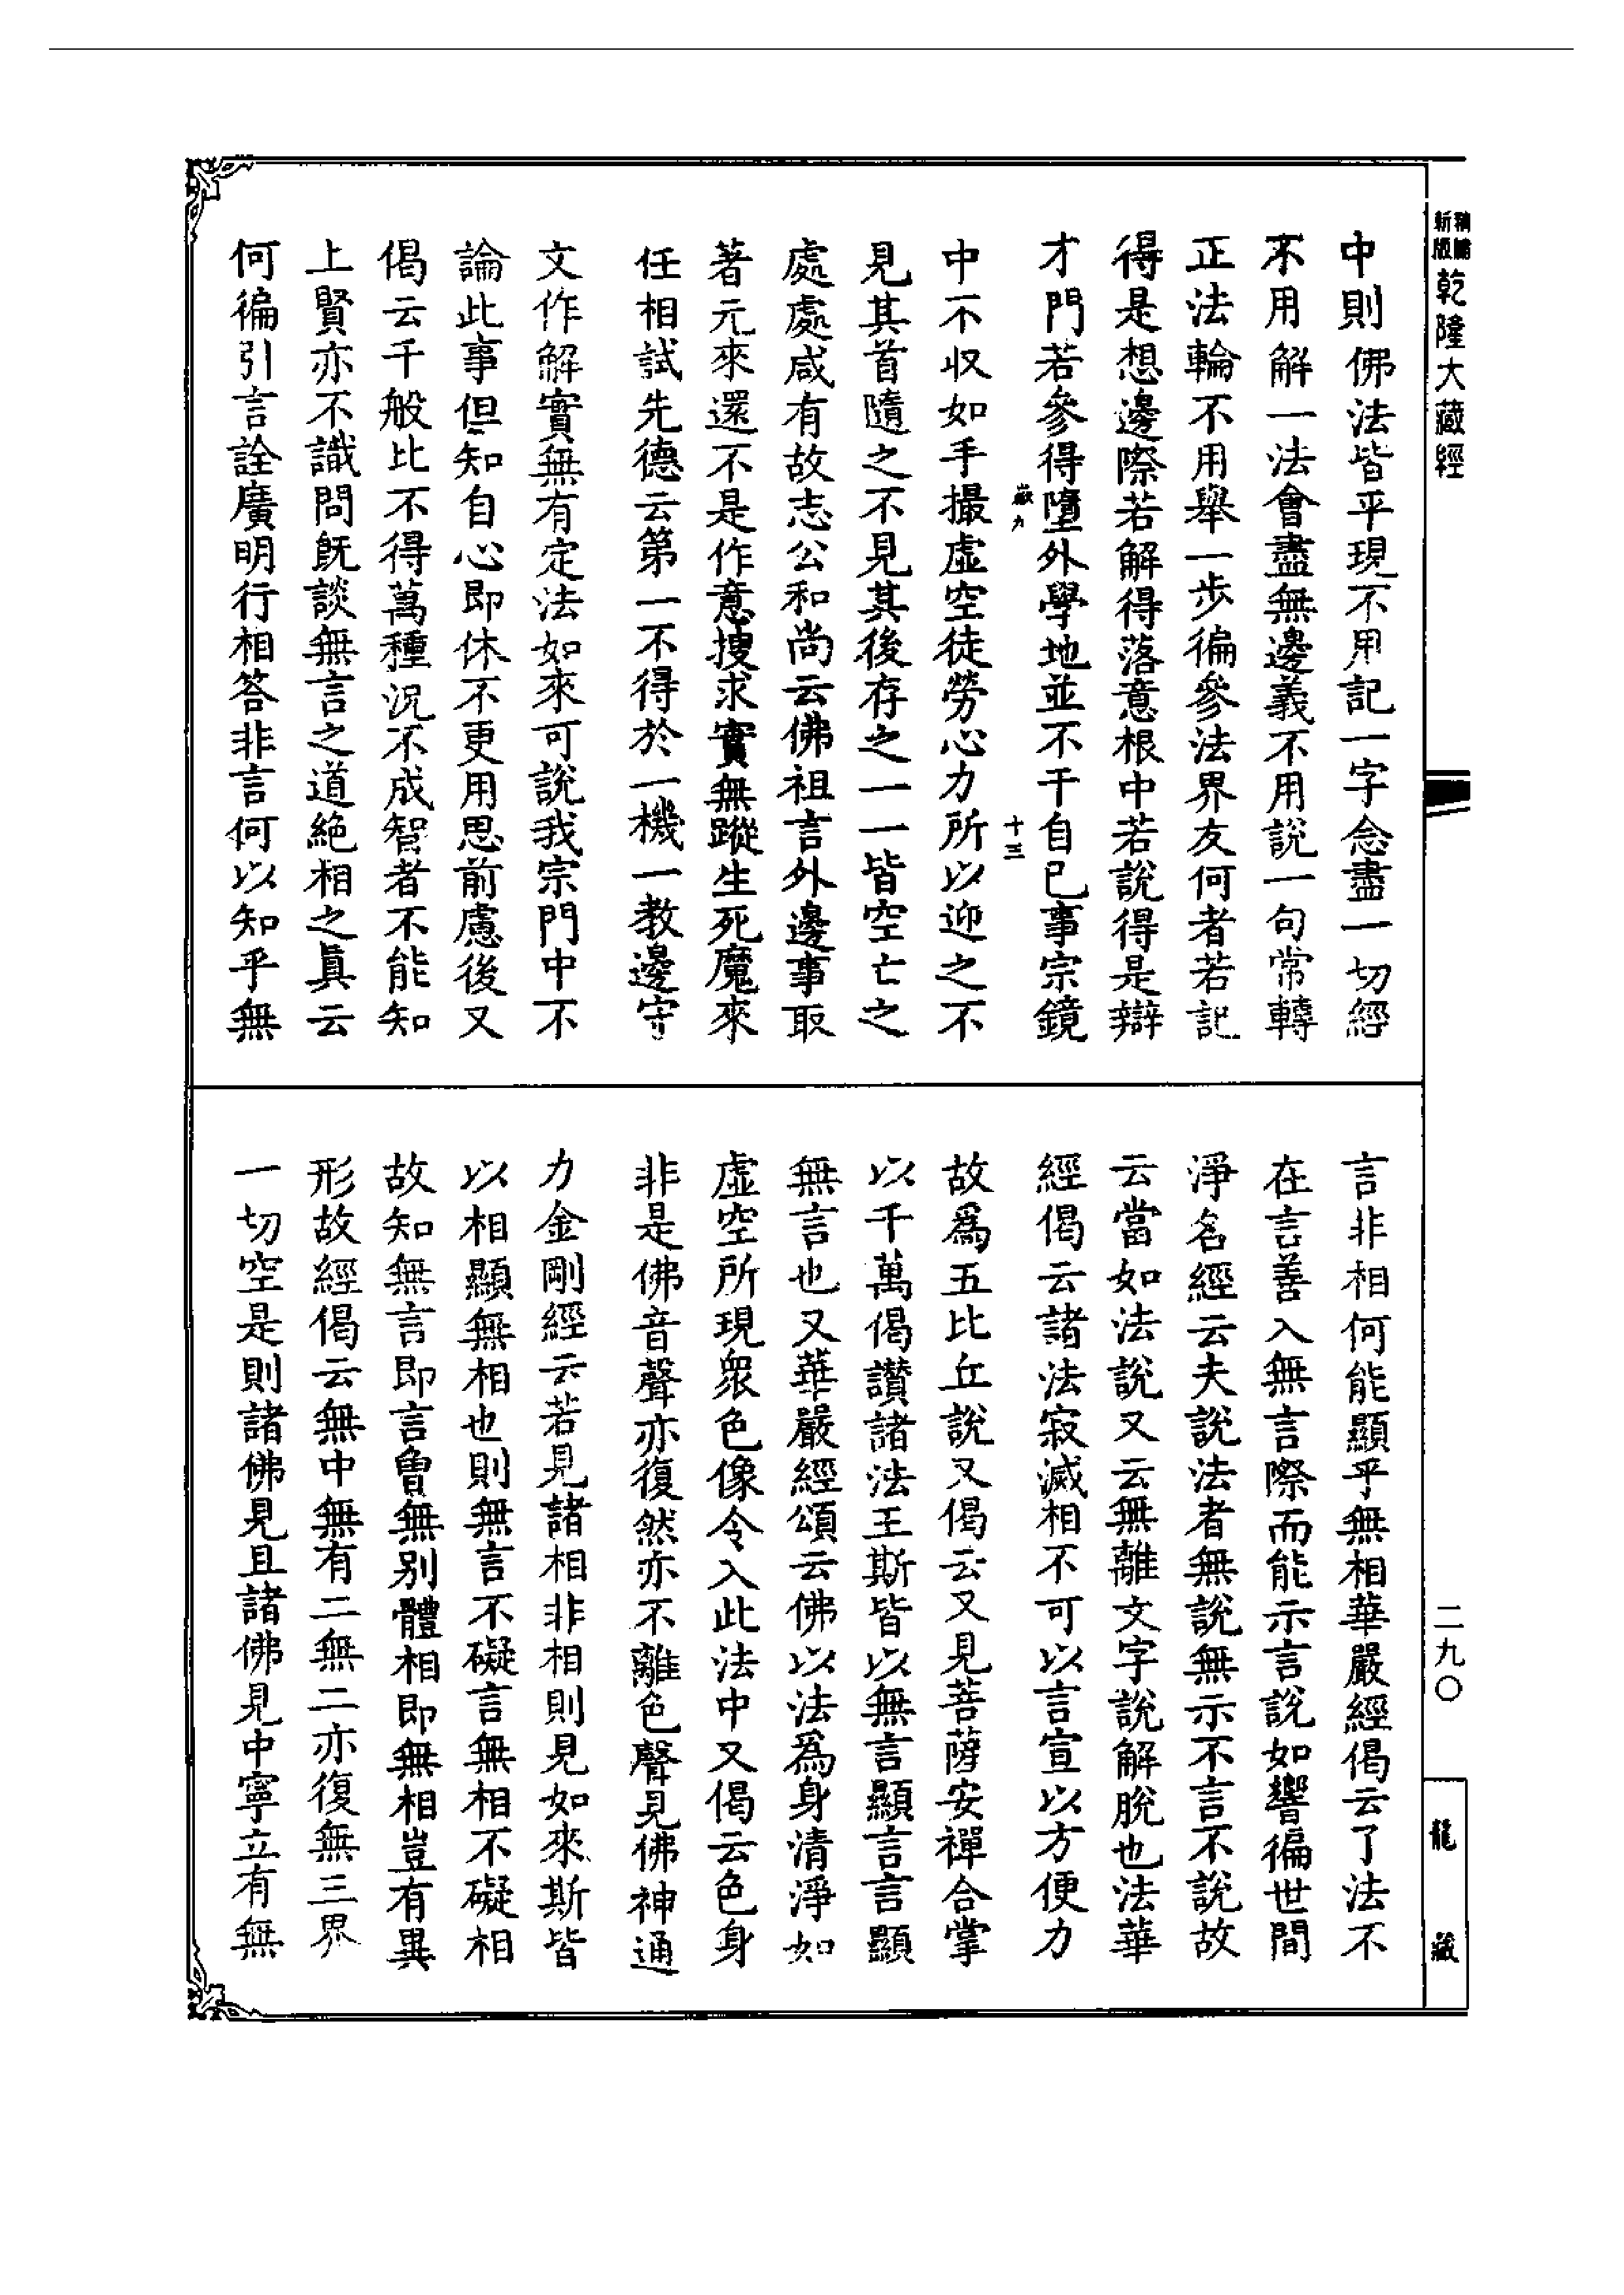 精繕新版 乾隆大藏經
中則佛法皆平現不用記一字念盡一切經
不用解一法會盡無邊義不用說一句常轉
正法輪不用舉一步徧參法界友何者若記
得是想邊際若解得落意根中若說得是辯
才門若參得墮外學地並不干自己事宗鏡
嶽力 十三
中不收如手撮虛空徒勞心力所以迎之不
見其首隨之不見其後存之一一皆空亡之
處處咸有故志公和尚云佛祖言外邊事取
著元來還不是作意搜求實無蹤生死魔來
任相試先德云第一不得於一機一教邊守
文作解實無有定法如來可說我宗門中不
論此事但知自心即休不更用思前慮後又
偈云千般比不得萬種況不成智者不能知
上賢亦不識問既談無言之道絕相之眞云
何徧引言詮廣明行相答非言何以知乎無
言非相何能顯乎無相華嚴經偈云了法不
在言善入無言際而能示言說如響徧世間
淨名經云夫說法者無說無示不言不說故
云當如法說又云無離文字說解脫也法華
經偈云諸法寂滅相不可以言宣以方便力
故爲五比丘說又偈云又見菩薩安禪合掌
以千萬偈讚諸法王斯皆以無言顯言言顯
無言也又華嚴經頌云佛以法爲身清淨如
虛空所現衆色像令入此法中又偈云色身
非是佛音聲亦復然亦不離色聲見佛神通
力金剛經云若見諸相非相則見如來斯皆
以相顯無相也則無言不礙言無相不礙相
故知無言即言曾無别體相即無相豈有異
形故經偈云無中無有二無二亦復無三界
一切空是則諸佛見且諸佛見中寧立有無
二九〇
龍藏